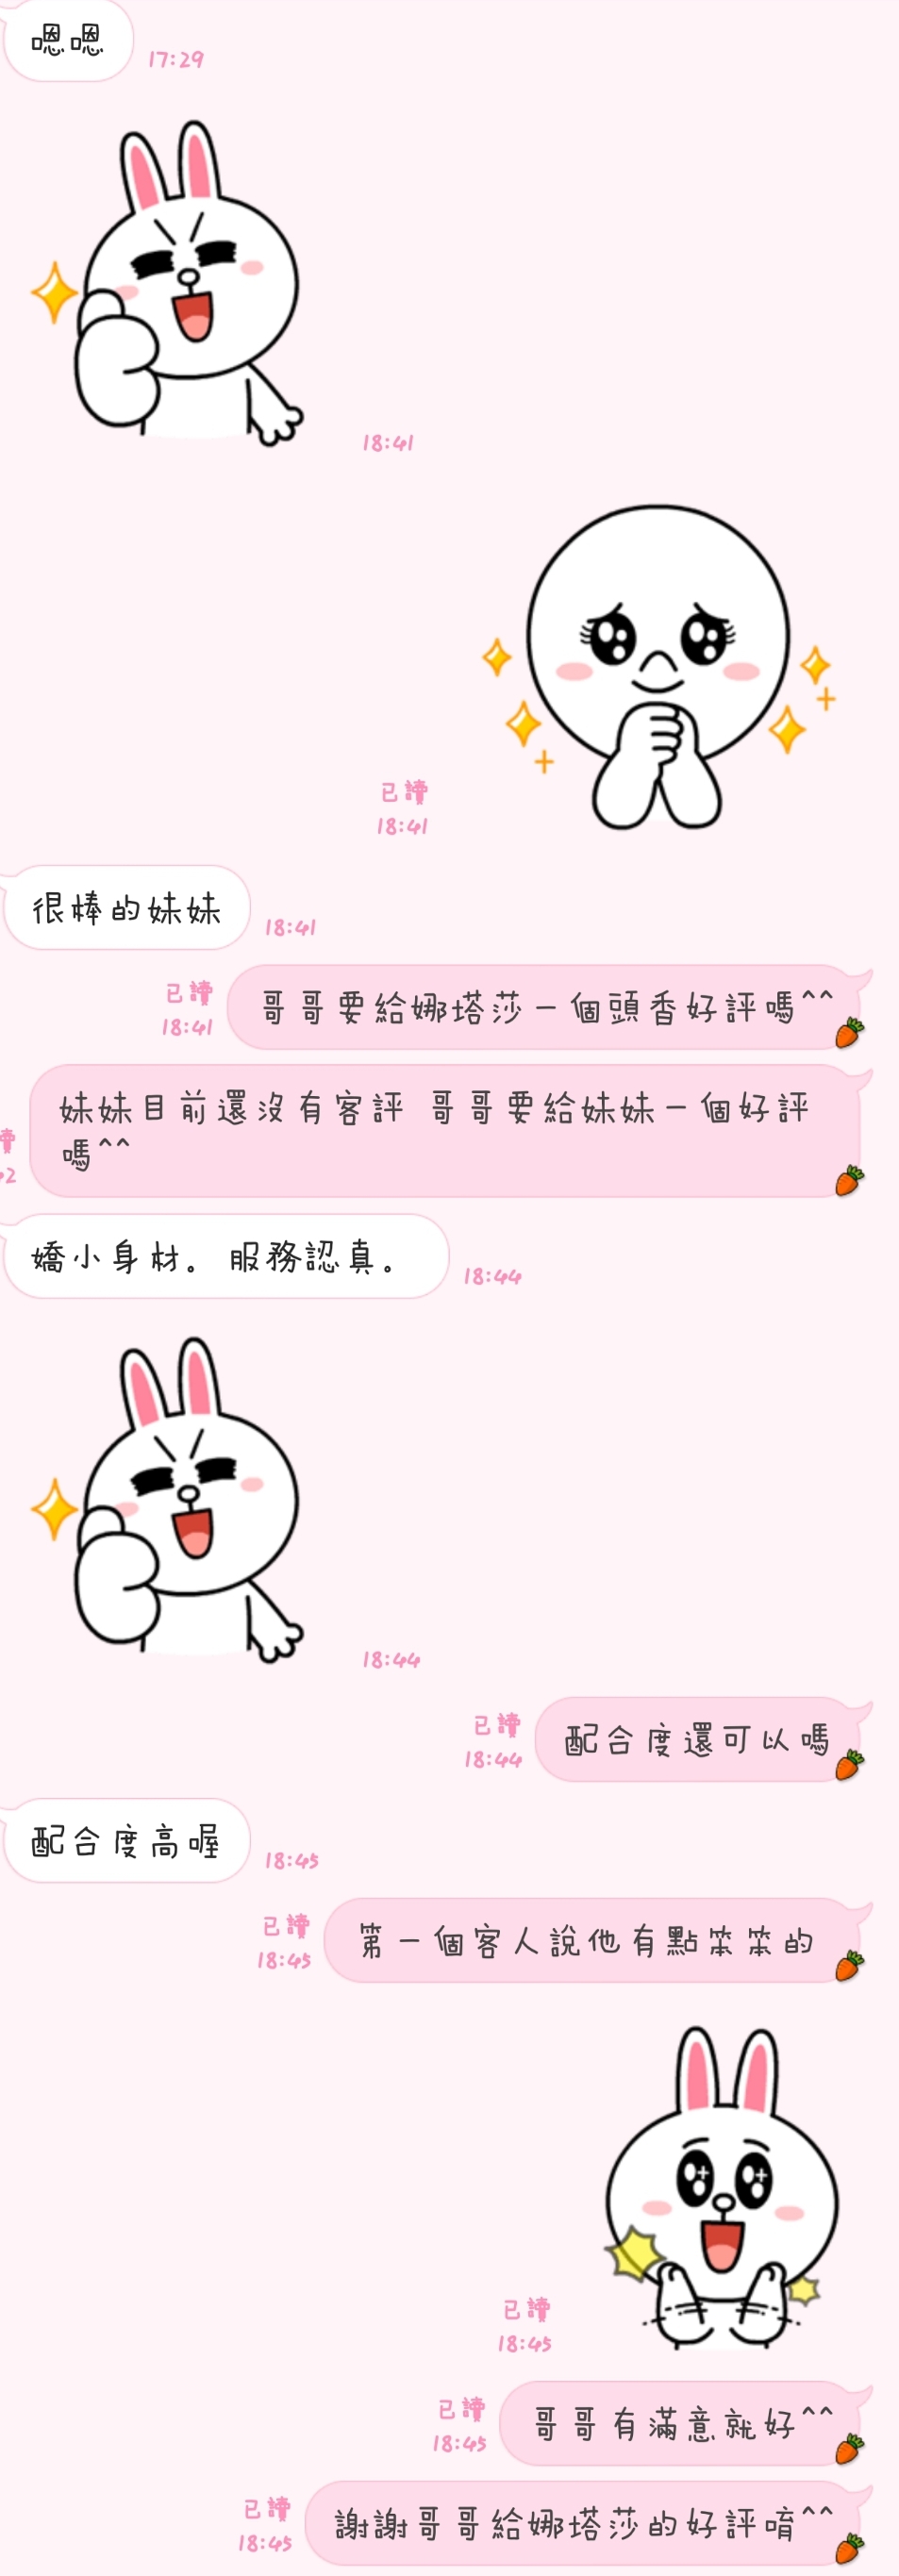 嗯嗯
17:29
18:41
已讀
18:41
很棒的妹妹
18:41
已讀
18:41
哥哥要給娜塔莎一個頭香好評嗎^^
妹妹目前還沒有客評 哥哥要給妹妹一個好評
嗎^^
嬌小身材。服務認真。
18:44
18:44
已讀
18:44
配合度還可以嗎
配合度高喔
18:45
已讀
18:45
第一個客人說他有點笨笨的
已讀
18:45
已讀
18:45
哥哥有滿意就好^^
已讀
18:45
謝謝哥哥給娜塔莎的好評唷^^